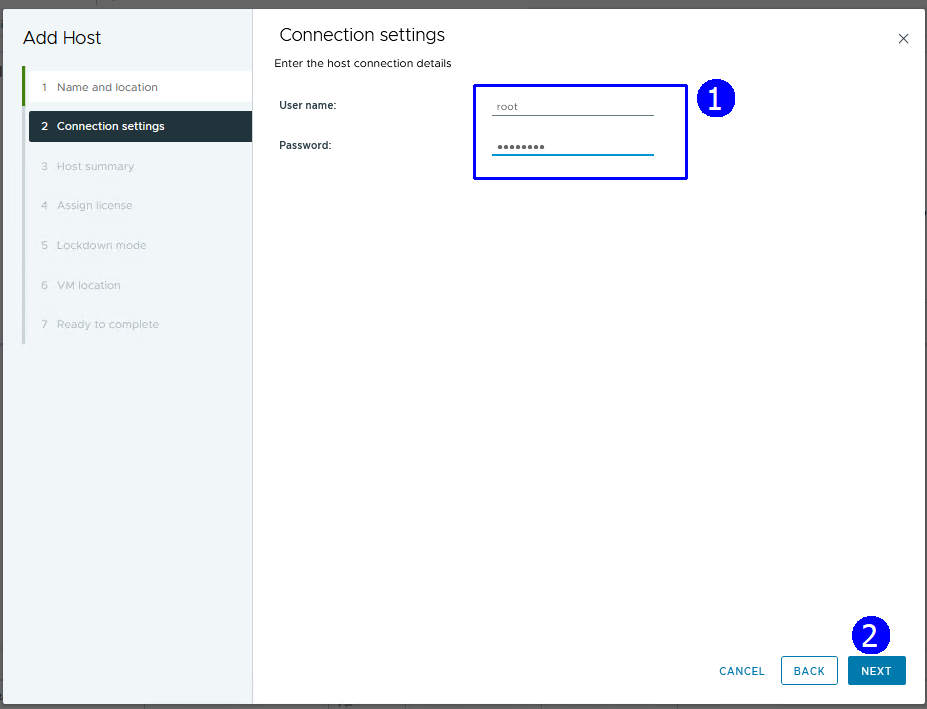 Add Host
1 Name and location
2 Connection settings
3 Host summary
4 Assign license
5 Lockdown mode
6 VM location
7 Ready to complete
Connection settings
Enter the host connection details
User name:
root
1
Password:
••••••••
2
CANCEL
BACK
NEXT